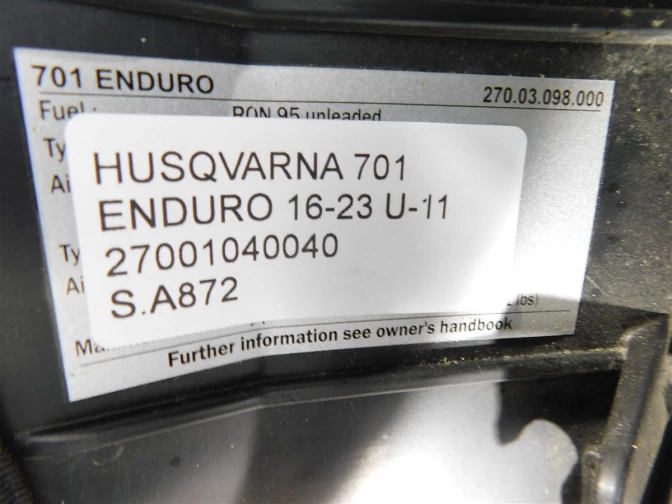 701 ENDURO 270.03.098.000
Fuel : RON 95 unleaded
HUSQVARNA 701
ENDURO 16-23 U-11
27001040040
S.A872
lbs)
Further information see owner's handbook